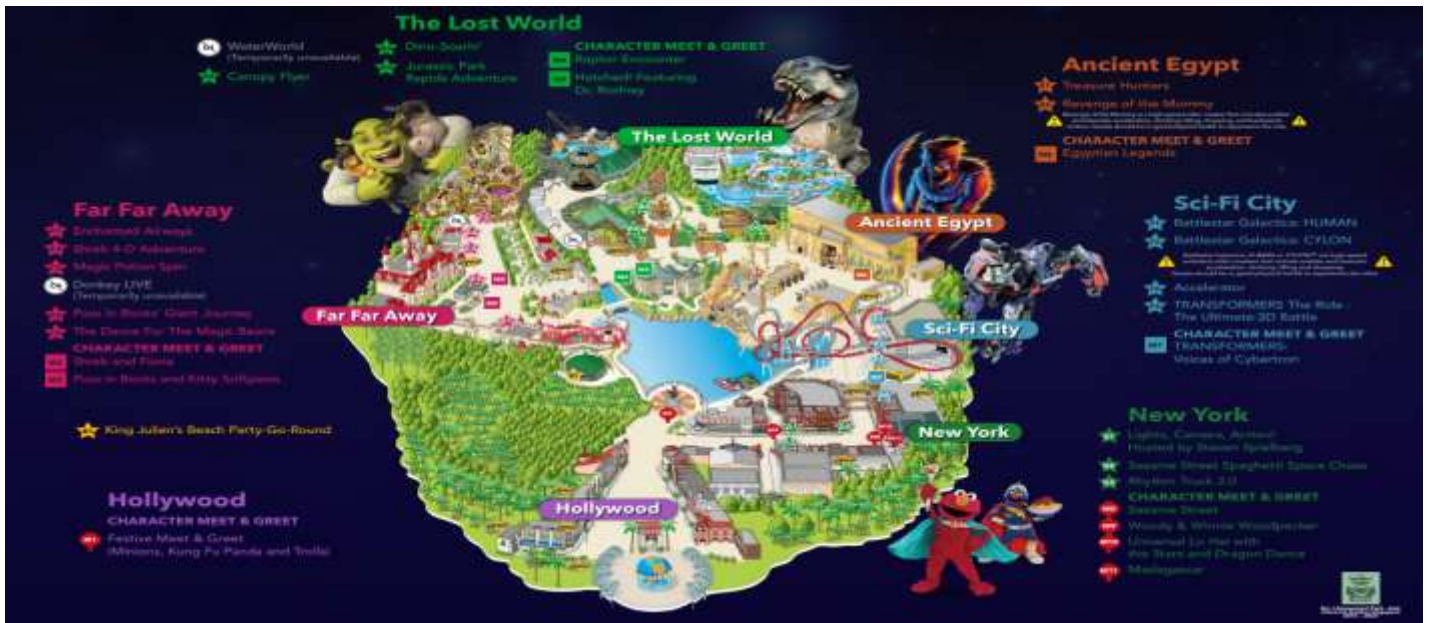 The Lost World
WaterWorld
(Temporarily unavailable)
Canopy Flyer
Dino-Soarin'
Jurassic Park
Rapids Adventure
CHARACTER MEET & GREET
Raptor Encounter
Hatched! Featuring
Dr. Rodney
Ancient Egypt
Treasure Hunters
Revenge of the Mummy
CHARACTER MEET & GREET
Egyptian Legends
The Lost World
Ancient Egypt
Far Far Away
Enchanted Airways
Shrek 4-D Adventure
Magic Potion Spin
Donkey LIVE
(Temporarily unavailable)
Puss in Boots' Giant Journey
The Dance For The Magic Beans
CHARACTER MEET & GREET
Shrek and Fiona
Puss in Boots and Kitty Softpaws
Sci-Fi City
Battlestar Galactica: HUMAN
Battlestar Galactica: CYLON
Accelerator
TRANSFORMERS The Ride -
The Ultimate 3D Battle
CHARACTER MEET & GREET
TRANSFORMERS:
Voices of Cybertron
Far Far Away
Sci-Fi City
King Julien's Beach Party-Go-Round
New York
New York
Lights, Camera, Action!
Hosted by Steven Spielberg
Sesame Street Spaghetti Space Chase
Rhythm Truck 2.0
CHARACTER MEET & GREET
Sesame Street
Woody & Winnie Woodpecker
Universal Lo Hei with
the Stars and Dragon Dance
Madagascar
Hollywood
CHARACTER MEET & GREET
Festive Meet & Greet
(Minions, Kung Fu Panda and Trolls)
Hollywood